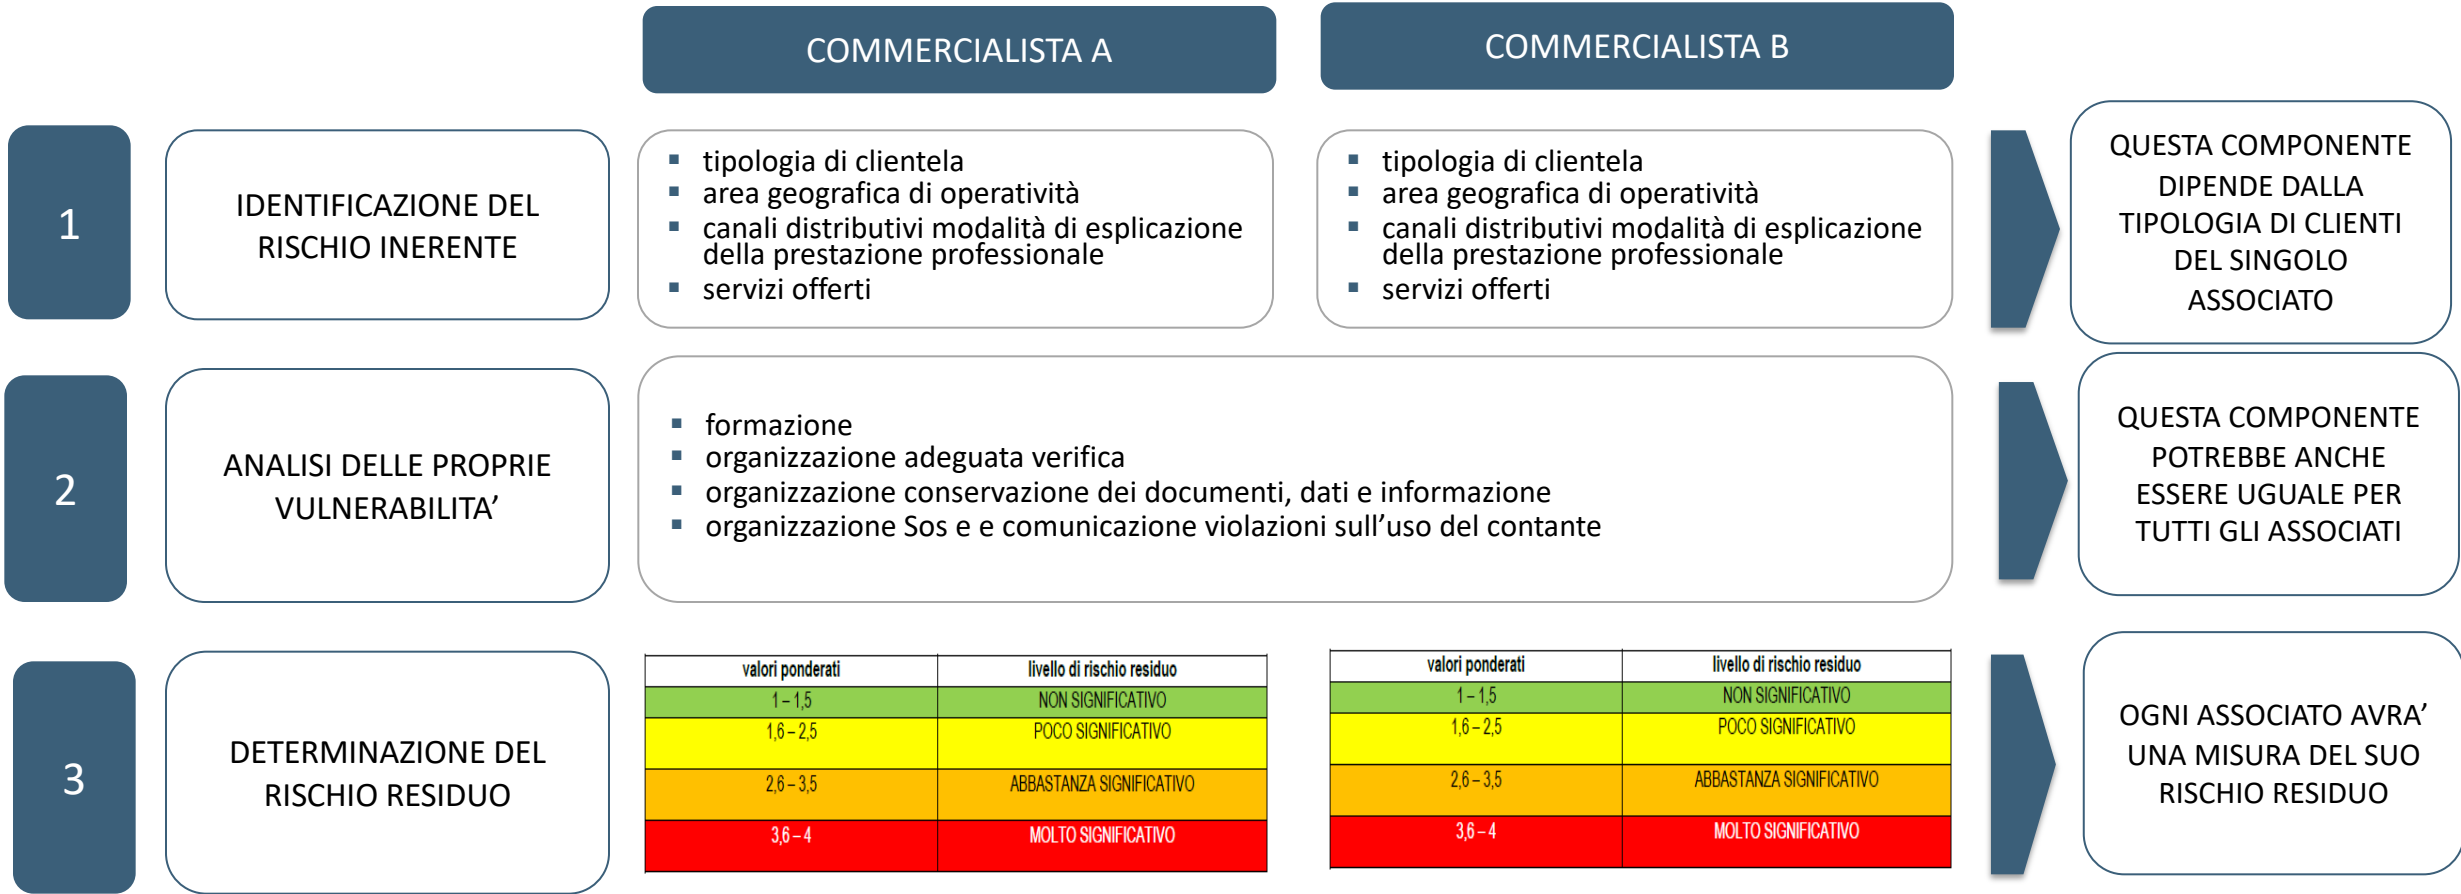 COMMERCIALISTA A
COMMERCIALISTA B
1
IDENTIFICAZIONE DEL
RISCHIO INERENTE
▪ tipologia di clientela
▪ area geografica di operatività
▪ canali distributivi modalità di esplicazione
della prestazione professionale
▪ servizi offerti
▪ tipologia di clientela
▪ area geografica di operatività
▪ canali distributivi modalità di esplicazione
della prestazione professionale
▪ servizi offerti
QUESTA COMPONENTE
DIPENDE DALLA
TIPOLOGIA DI CLIENTI
DEL SINGOLO
ASSOCIATO
2
ANALISI DELLE PROPRIE
VULNERABILITA’
▪ formazione
▪ organizzazione adeguata verifica
▪ organizzazione conservazione dei documenti, dati e informazione
▪ organizzazione Sos e e comunicazione violazioni sull’uso del contante
QUESTA COMPONENTE
POTREBBE ANCHE
ESSERE UGUALE PER
TUTTI GLI ASSOCIATI
3
DETERMINAZIONE DEL
RISCHIO RESIDUO
valori ponderati livello di rischio residuo
1 – 1,5 NON SIGNIFICATIVO
1,6 – 2,5 POCO SIGNIFICATIVO
2,6 – 3,5 ABBASTANZA SIGNIFICATIVO
3,6 – 4 MOLTO SIGNIFICATIVO
valori ponderati livello di rischio residuo
1 – 1,5 NON SIGNIFICATIVO
1,6 – 2,5 POCO SIGNIFICATIVO
2,6 – 3,5 ABBASTANZA SIGNIFICATIVO
3,6 – 4 MOLTO SIGNIFICATIVO
OGNI ASSOCIATO AVRA’
UNA MISURA DEL SUO
RISCHIO RESIDUO